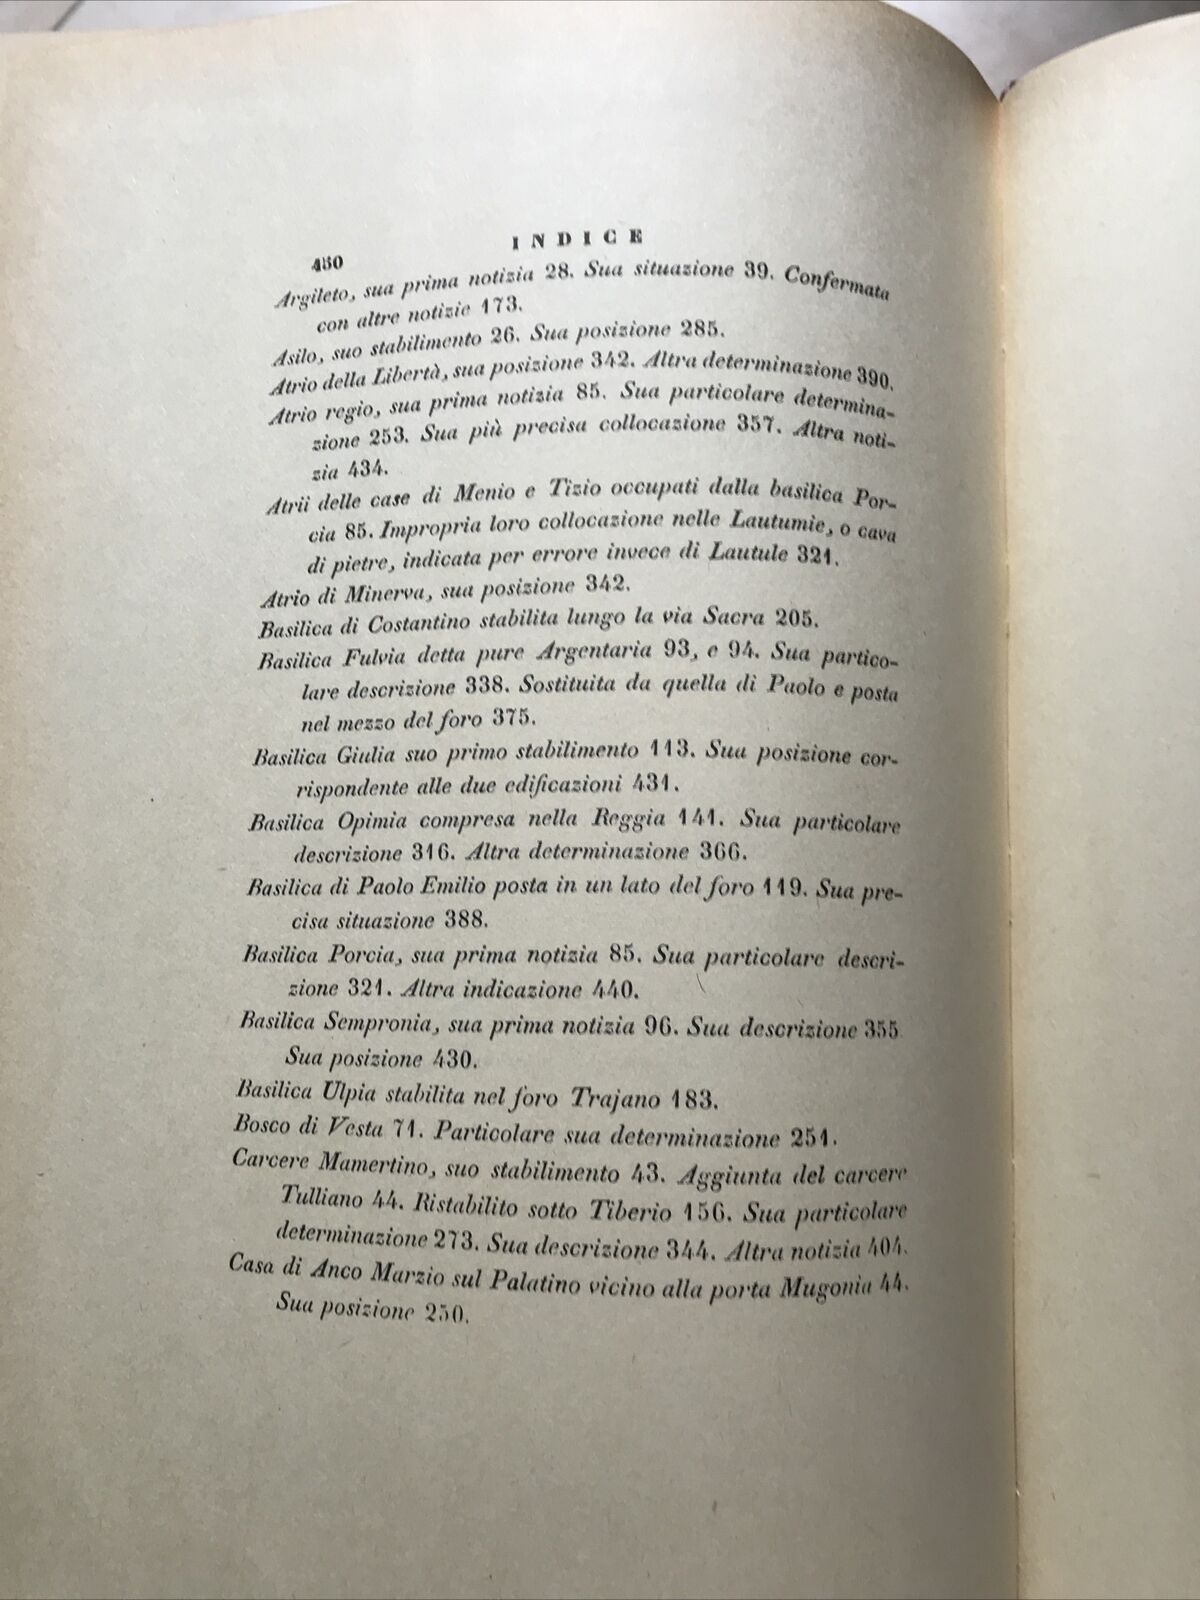 INDICE
450
Argileto, sua prima notizia 28. Sua situazione 39. Confermata
con altre notizie 173.
Asilo, suo stabilimento 26. Sua posizione 285.
Atrio della Libertà, sua posizione 342. Altra determinazione 390.
Atrio regio, sua prima notizia 85. Sua particolare determina-
zione 253. Sua più precisa collocazione 357. Altra noti-
zia 434.
Atrii delle case di Menio e Tizio occupati dalla basilica Por-
cia 85. Impropria loro collocazione nelle Lautumie, o cava
di pietre, indicata per errore invece di Lautule 321.
Atrio di Minerva, sua posizione 342.
Basilica di Costantino stabilita lungo la via Sacra 205.
Basilica Fulvia detta pure Argentaria 93, e 94. Sua partico-
lare descrizione 338. Sostituita da quella di Paolo e posta
nel mezzo del foro 375.
Basilica Giulia suo primo stabilimento 113. Sua posizione cor-
rispondente alle due edificazioni 431.
Basilica Opimia compresa nella Reggia 141. Sua particolare
descrizione 316. Altra determinazione 366.
Basilica di Paolo Emilio posta in un lato del foro 119. Sua pre-
cisa situazione 388.
Basilica Porcia, sua prima notizia 85. Sua particolare descri-
zione 321. Altra indicazione 440.
Basilica Sempronia, sua prima notizia 96. Sua descrizione 355
Sua posizione 430.
Basilica Ulpia stabilita nel foro Trajano 183.
Bosco di Vesta 71. Particolare sua determinazione 251.
Carcere Mamertino, suo stabilimento 43. Aggiunta del carcere
Tulliano 44. Ristabilito sotto Tiberio 156. Sua particolare
determinazione 273. Sua descrizione 344. Altra notizia 404.
Casa di Anco Marzio sul Palatino vicino alla porta Mugonia 44.
Sua posizione 250.